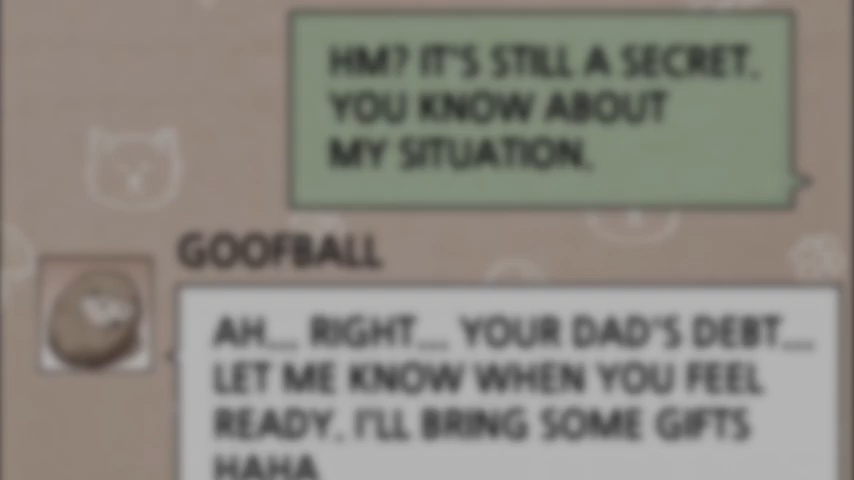 HM? IT'S STILL A SECRET.
YOU KNOW ABOUT
MY SITUATION.
GOOFBALL
AH... RIGHT... YOUR DAD'S DEBT...
LET ME KNOW WHEN YOU FEEL
READY. I'LL BRING SOME GIFTS
HAHA